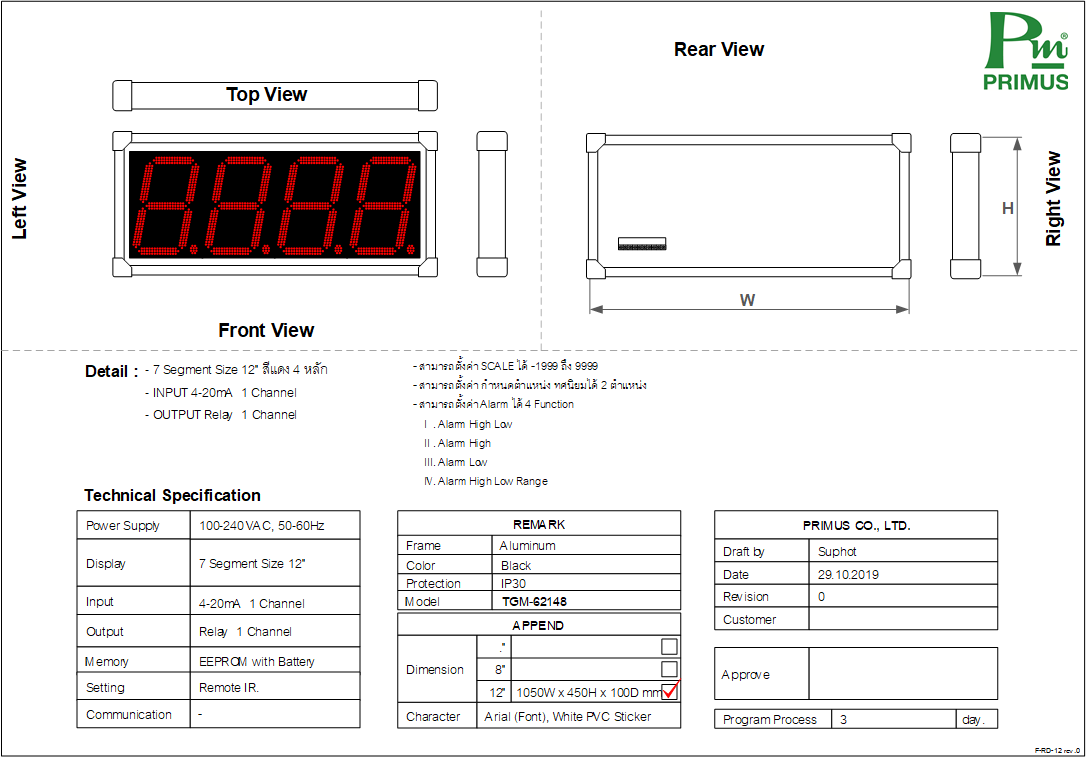 Rear View
Pm®
PRIMUS
Top View
Left View
8.8.8.8.
H
Right View
W
Front View
Detail : - 7 Segment Size 12" สีแดง 4 หลัก
- INPUT 4-20mA 1 Channel
- OUTPUT Relay 1 Channel
- สามารถตั้งค่า SCALE ได้ -1999 ถึง 9999
- สามารถตั้งค่า กำหนดตำแหน่ง ทศนิยมได้ 2 ตำแหน่ง
- สามารถตั้งค่า Alarm ได้ 4 Function
I . Alarm High Low
II . Alarm High
III. Alarm Low
IV. Alarm High Low Range
Technical Specification
Power Supply 100-240 VAC, 50-60Hz
Display 7 Segment Size 12"
Input 4-20mA 1 Channel
Output Relay 1 Channel
Memory EEPROM with Battery
Setting Remote IR.
Communication -
REMARK
Frame Aluminum
Color Black
Protection IP30
Model TGM-62148
APPEND
Dimension
."
8"
12" 1050W x 450H x 100D mm
Character Arial (Font), White PVC Sticker
PRIMUS CO., LTD.
Draft by Suphot
Date 29.10.2019
Revision 0
Customer
Approve
Program Process 3 day.
F-RD-12 rev.0